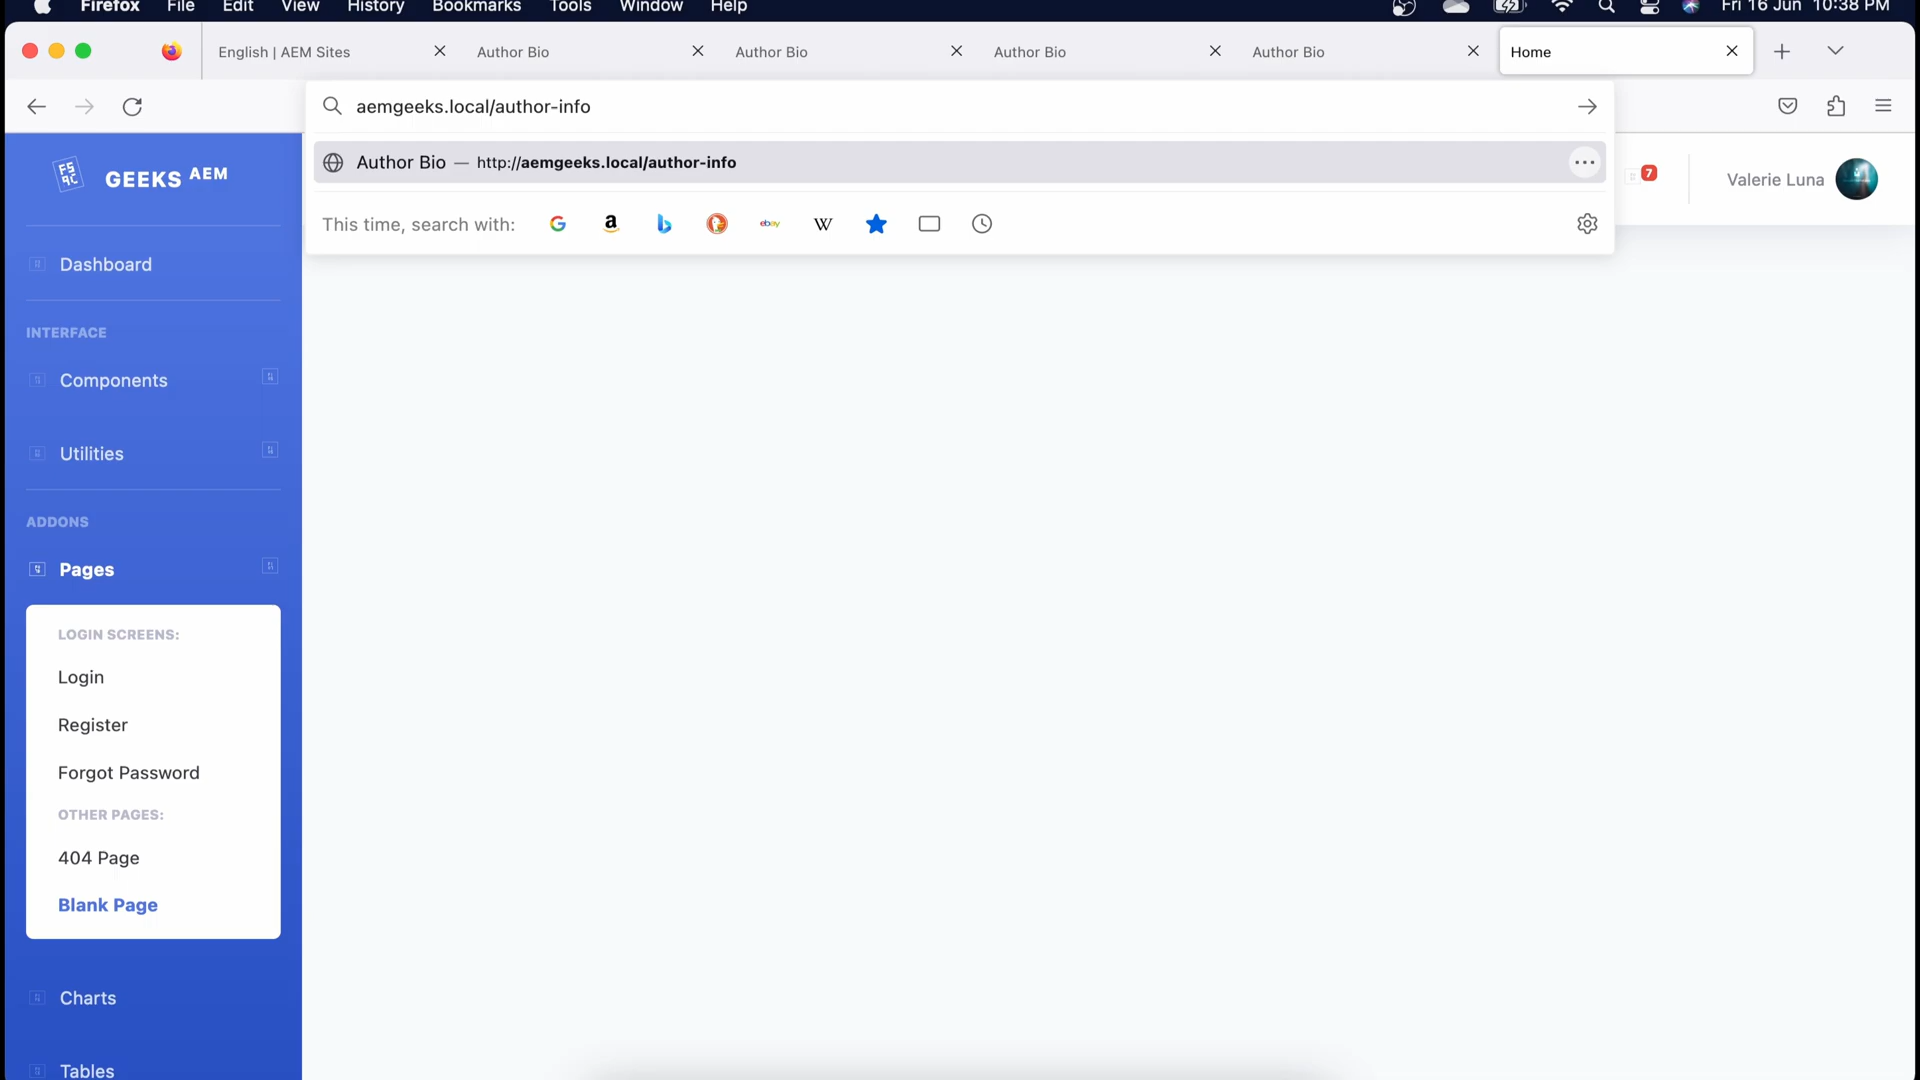 Firefox File Edit View History Bookmarks Tools Window Help Fri 16 Jun 10:38 PM
English | AEM Sites Author Bio Author Bio Author Bio Author Bio Home
aemgeeks.local/author-info
Author Bio — http://aemgeeks.local/author-info
This time, search with: G a b ebay W
7 Valerie Luna
GEEKS AEM
Dashboard
INTERFACE
Components
Utilities
ADDONS
Pages
LOGIN SCREENS:
Login
Register
Forgot Password
OTHER PAGES:
404 Page
Blank Page
Charts
Tables